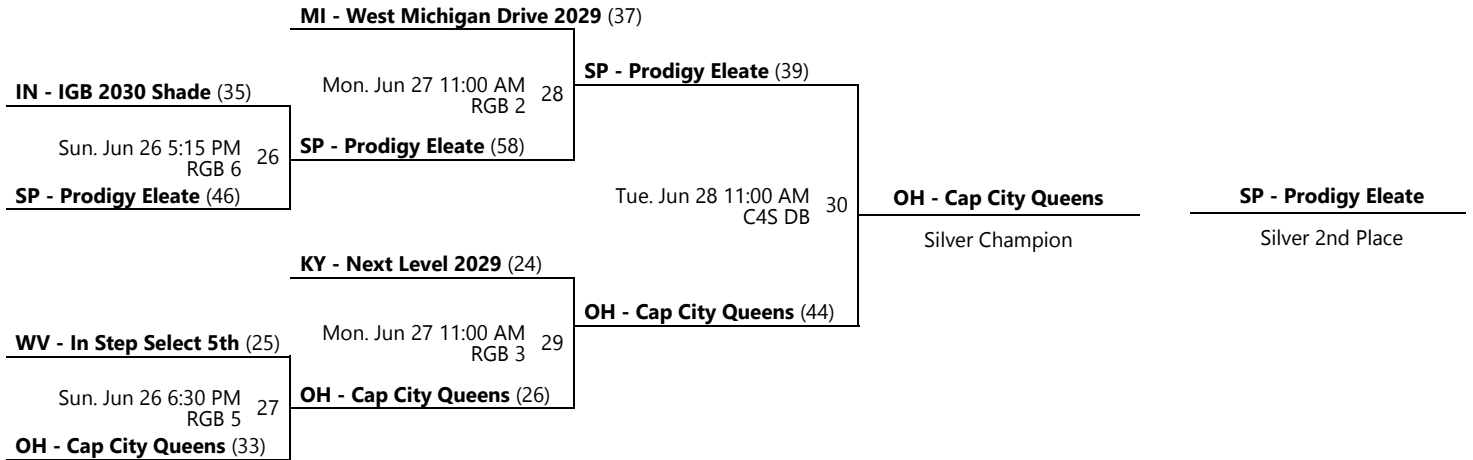 MI - West Michigan Drive 2029 (37)
SP - Prodigy Eleate (39)
IN - IGB 2030 Shade (35)
Mon. Jun 27 11:00 AM
RGB 2
28
Sun. Jun 26 5:15 PM
RGB 6
26
SP - Prodigy Eleate (58)
SP - Prodigy Eleate (46)
Tue. Jun 28 11:00 AM
C4S DB
30
OH - Cap City Queens
SP - Prodigy Eleate
Silver Champion
Silver 2nd Place
KY - Next Level 2029 (24)
OH - Cap City Queens (44)
WV - In Step Select 5th (25)
Mon. Jun 27 11:00 AM
RGB 3
29
Sun. Jun 26 6:30 PM
RGB 5
27
OH - Cap City Queens (26)
OH - Cap City Queens (33)